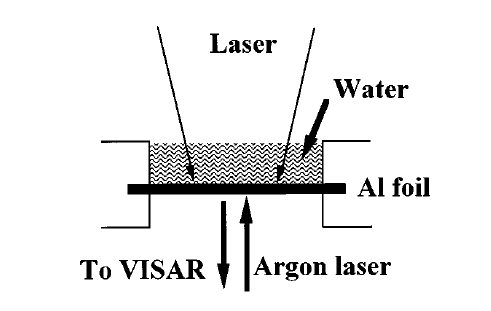 Laser
Water
Al foil
To VISAR
Argon laser